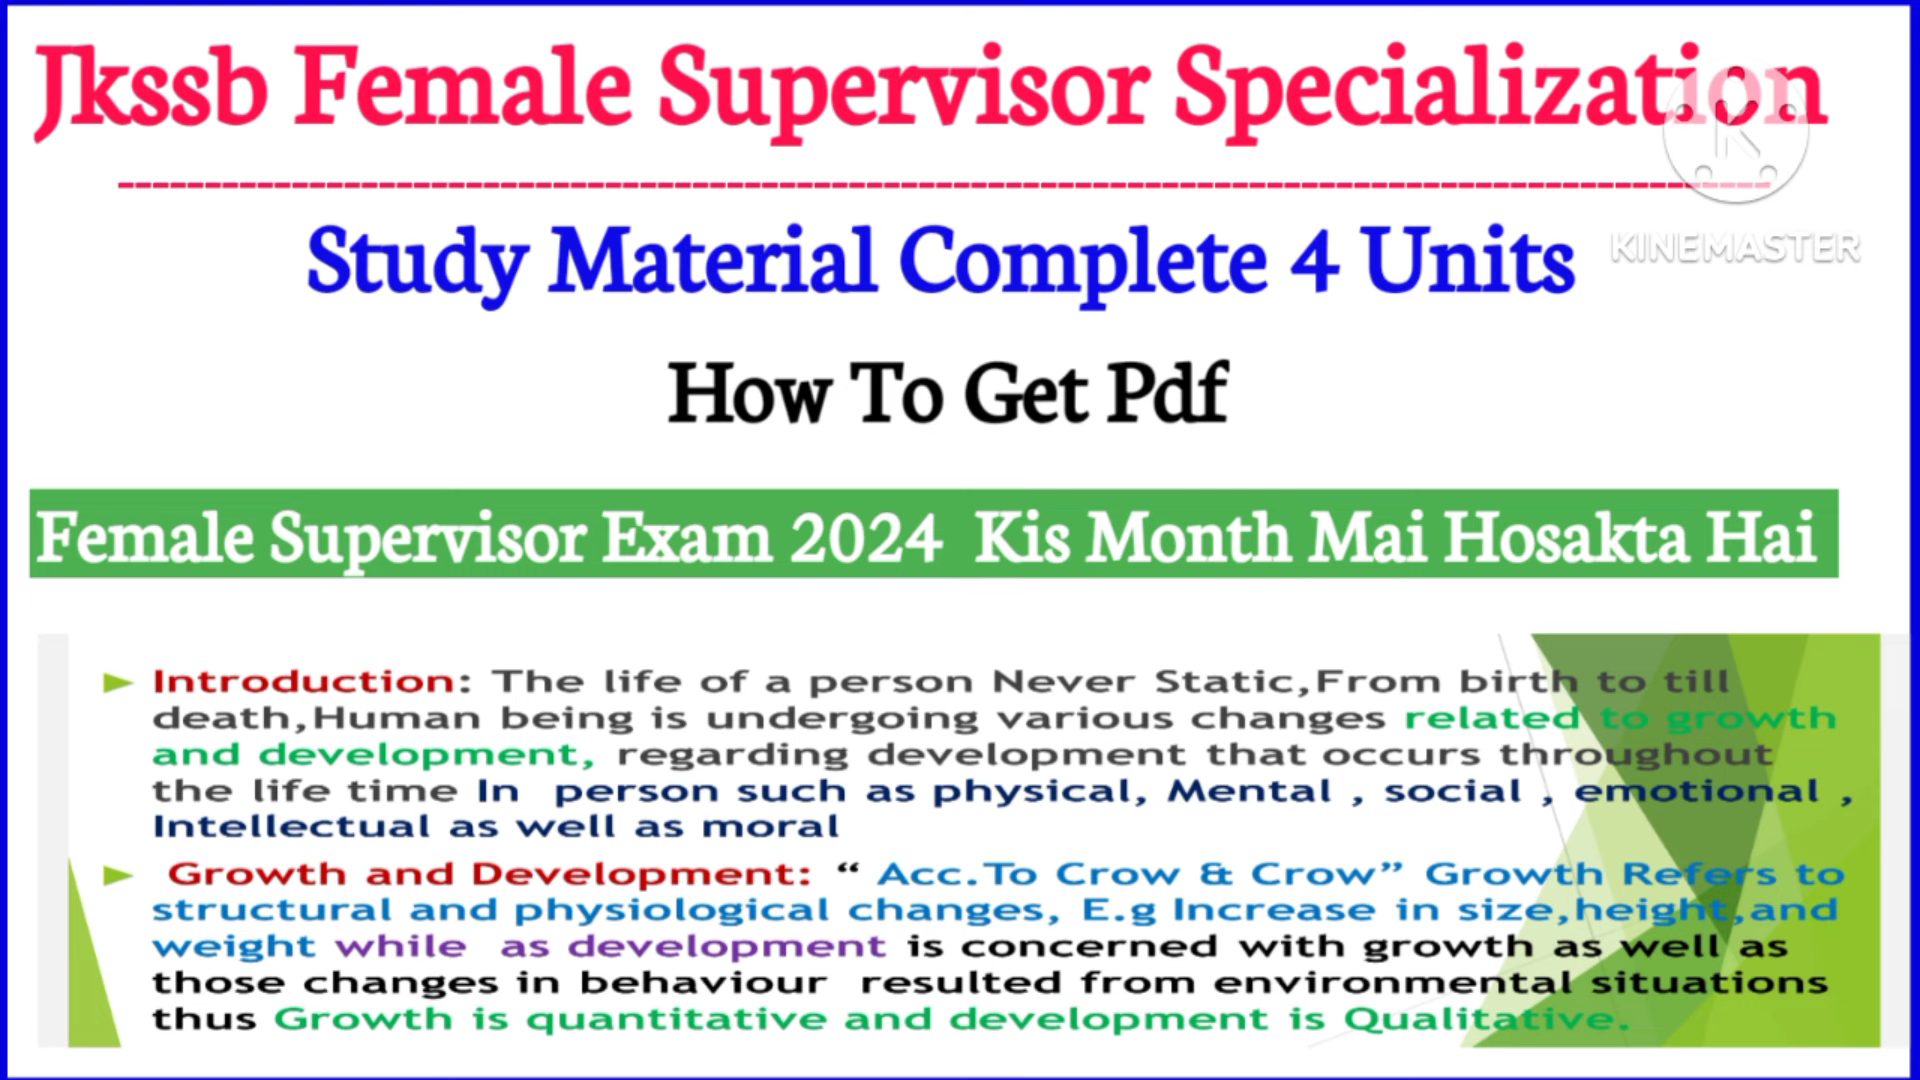 Jkssb Female Supervisor Specialization
Study Material Complete 4 Units
KINEMASTER
How To Get Pdf
Female Supervisor Exam 2024 Kis Month Mai Hosakta Hai
Introduction: The life of a person Never Static,From birth to till
death,Human being is undergoing various changes related to growth
and development, regarding development that occurs throughout
the life time In person such as physical, Mental , social , emotional ,
Intellectual as well as moral
Growth and Development: “ Acc.To Crow & Crow” Growth Refers to
structural and physiological changes, E.g Increase in size,height,and
weight while as development is concerned with growth as well as
those changes in behaviour resulted from environmental situations
thus Growth is quantitative and development is Qualitative.